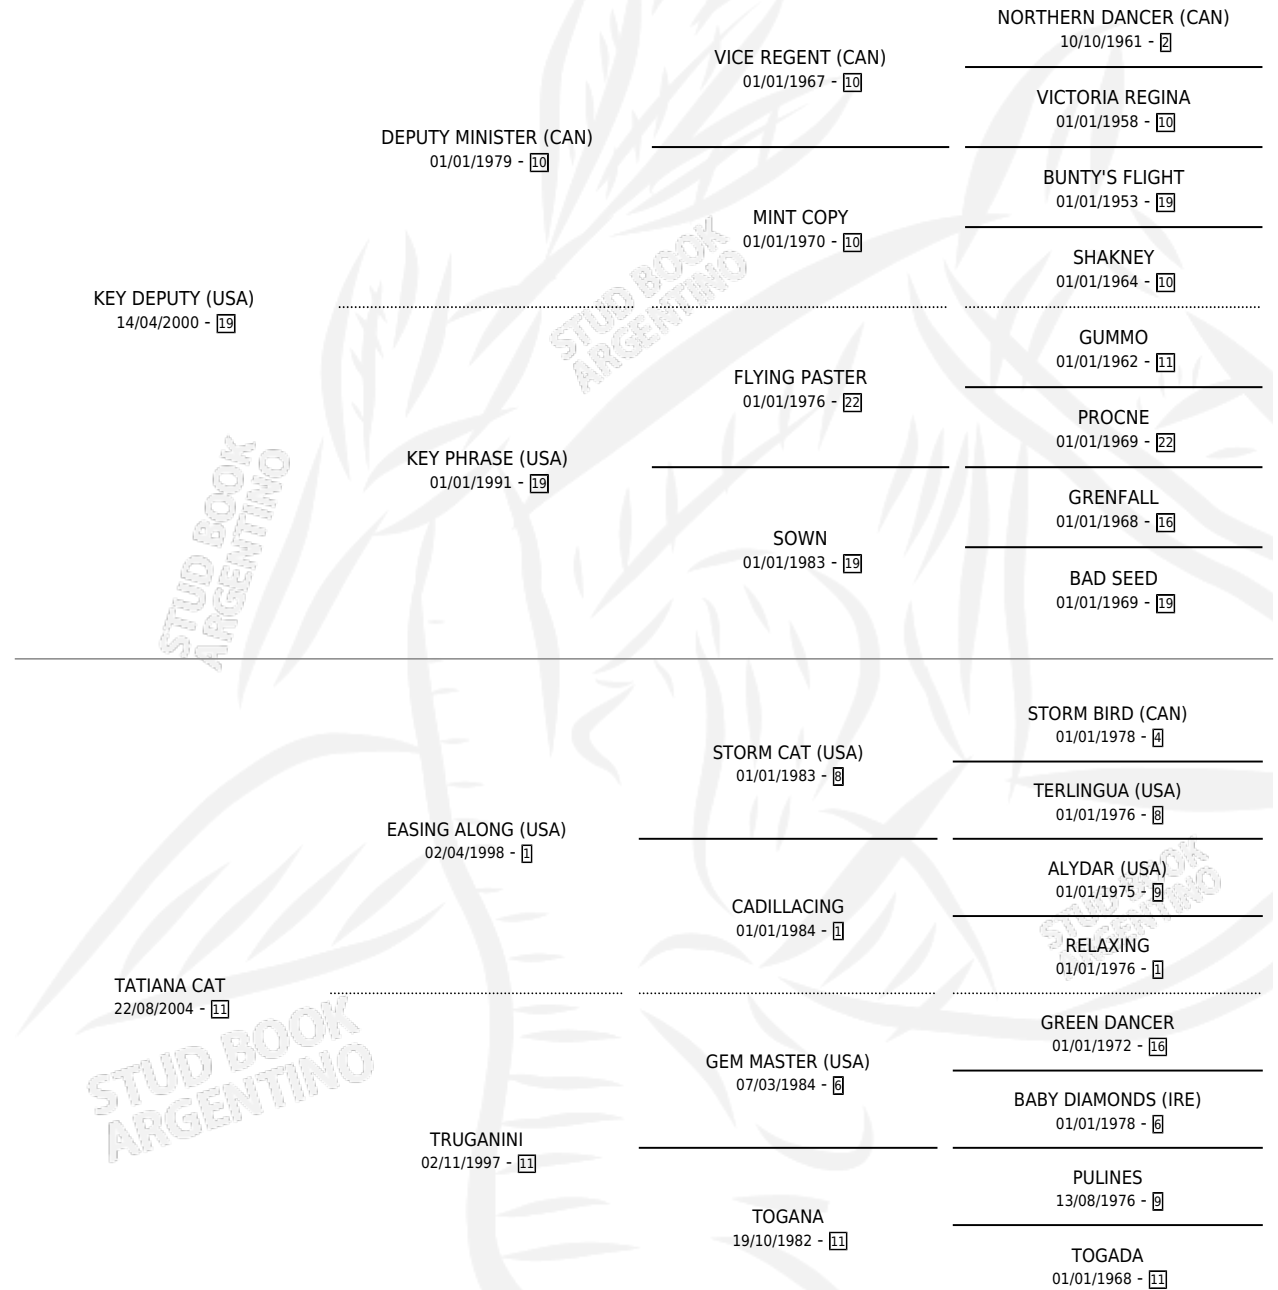 NORTHERN DANCER (CAN)
10/10/1961 - 2
VICE REGENT (CAN)
01/01/1967 - 10
VICTORIA REGINA
01/01/1958 - 10
DEPUTY MINISTER (CAN)
01/01/1979 - 10
BUNTY'S FLIGHT
01/01/1953 - 19
MINT COPY
01/01/1970 - 10
SHAKNEY
01/01/1964 - 10
KEY DEPUTY (USA)
14/04/2000 - 19
GUMMO
01/01/1962 - 11
FLYING PASTER
01/01/1976 - 22
PROCNE
01/01/1969 - 22
KEY PHRASE (USA)
01/01/1991 - 19
GRENFALL
01/01/1968 - 16
SOWN
01/01/1983 - 19
BAD SEED
01/01/1969 - 19
STORM BIRD (CAN)
01/01/1978 - 4
STORM CAT (USA)
01/01/1983 - 8
TERLINGUA (USA)
01/01/1976 - 8
EASING ALONG (USA)
02/04/1998 - 1
ALYDAR (USA)
01/01/1975 - 9
CADILLACING
01/01/1984 - 1
RELAXING
01/01/1976 - 1
TATIANA CAT
22/08/2004 - 11
GREEN DANCER
01/01/1972 - 16
GEM MASTER (USA)
07/03/1984 - 6
BABY DIAMONDS (IRE)
01/01/1978 - 6
TRUGANINI
02/11/1997 - 11
PULINES
13/08/1976 - 9
TOGANA
19/10/1982 - 11
TOGADA
01/01/1968 - 11
STUD BOOK
ARGENTINO
STUD BOOK
ARGENTINO
STUD BOOK
ARGENTINO
STUD BOOK
ARGENTINO